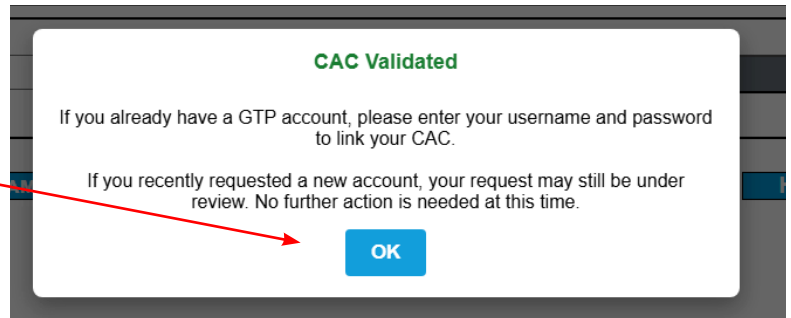 CAC Validated
If you already have a GTP account, please enter your username and password
to link your CAC.
If you recently requested a new account, your request may still be under
review. No further action is needed at this time.
OK